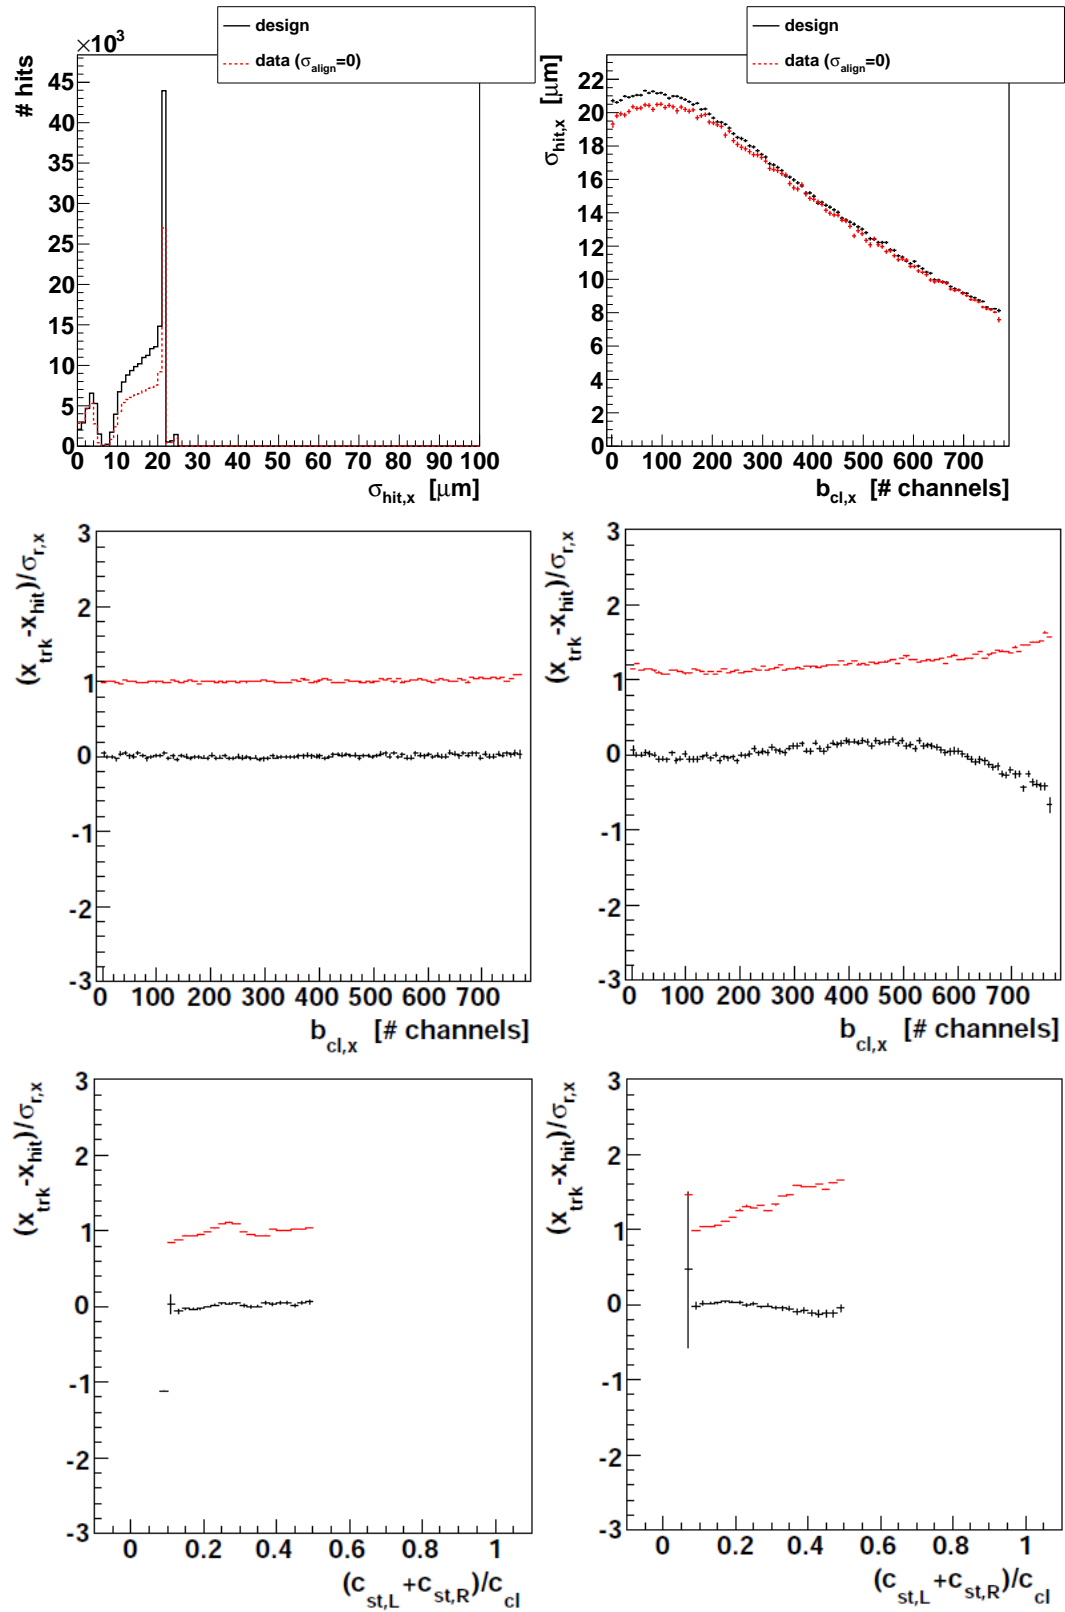 design
data (σalign=0)
×10³
# hits
45
40
35
30
25
20
15
10
5
0
0 10 20 30 40 50 60 70 80 90 100
σhit,x [μm]
design
data (σalign=0)
σhit,x [μm]
22
20
18
16
14
12
10
8
6
4
2
0
0 100 200 300 400 500 600 700
bcl,x [# channels]
(xtrk-xhit)/σr,x
3
2
1
0
-1
-2
-3
0 100 200 300 400 500 600 700
bcl,x [# channels]
(xtrk-xhit)/σr,x
3
2
1
0
-1
-2
-3
0 100 200 300 400 500 600 700
bcl,x [# channels]
(xtrk-xhit)/σr,x
3
2
1
0
-1
-2
-3
0 0.2 0.4 0.6 0.8 1
(cst,L+cst,R)/ccl
(xtrk-xhit)/σr,x
3
2
1
0
-1
-2
-3
0 0.2 0.4 0.6 0.8 1
(cst,L+cst,R)/ccl